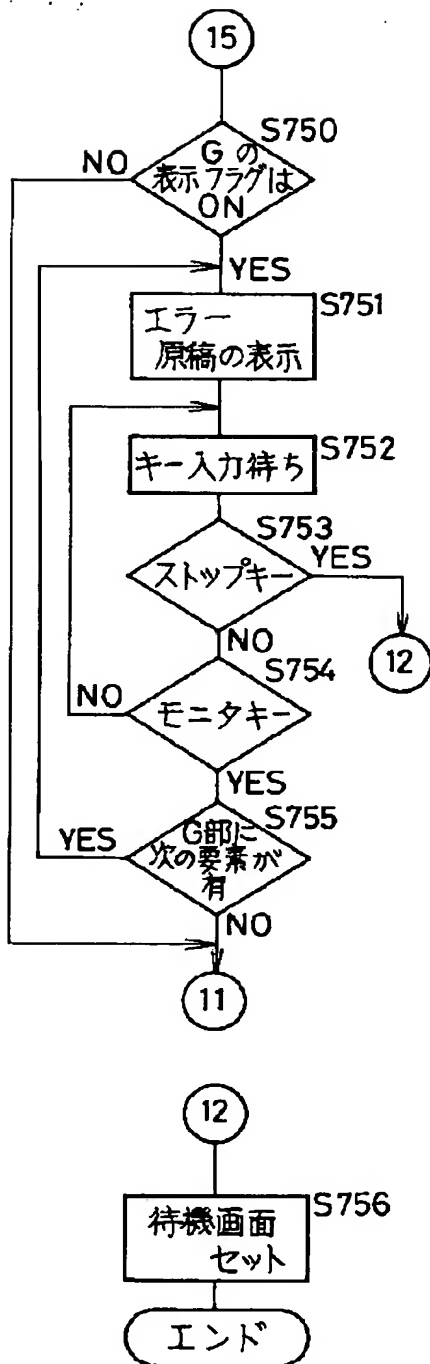 15
S750
NO
Gの
表示フラグは
ON
YES
S751
エラー
原稿の表示
S752
キー入力待ち
S753
YES
ストップキー
NO
12
S754
NO
モニタキー
YES
S755
YES
G部に
次の要素が
有
NO
11
12
S756
待機画面
セット
エンド